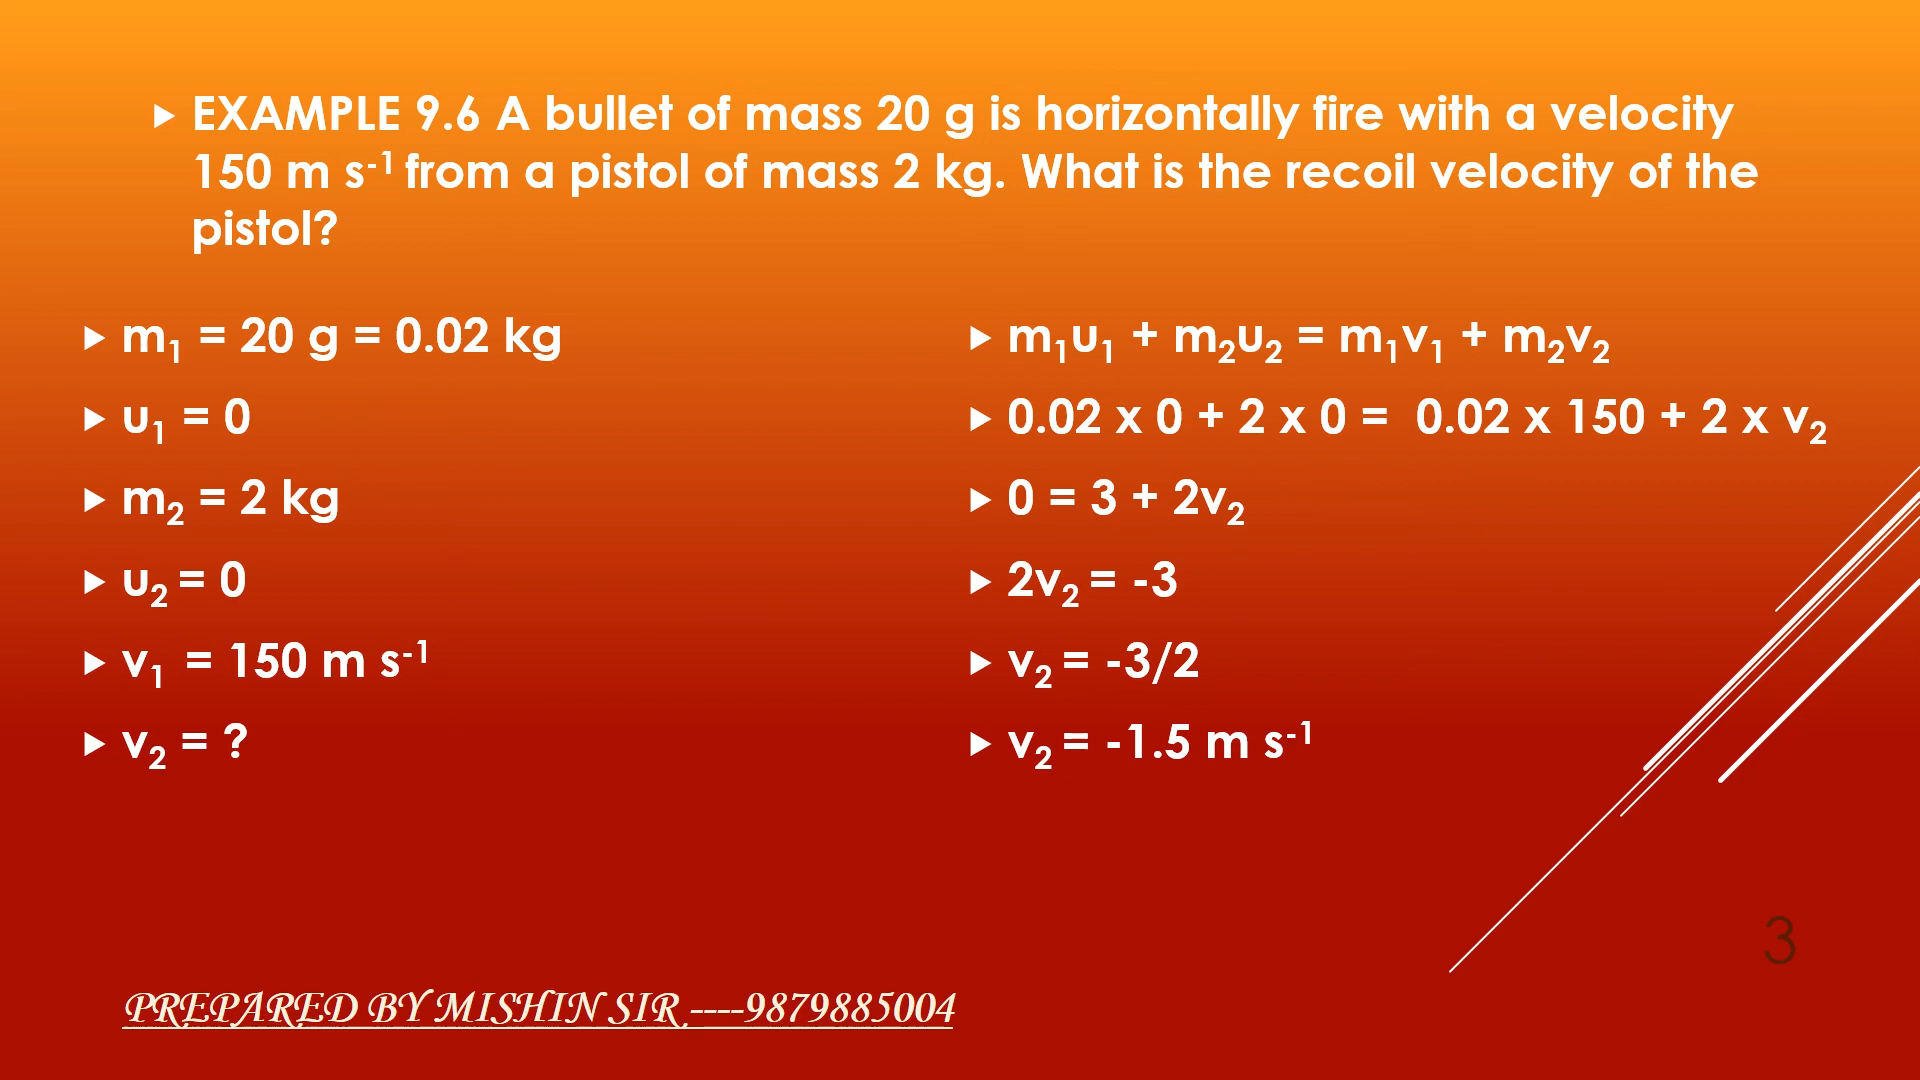 EXAMPLE 9.6 A bullet of mass 20 g is horizontally fire with a velocity
150 m s⁻¹ from a pistol of mass 2 kg. What is the recoil velocity of the
pistol?
m₁ = 20 g = 0.02 kg
u₁ = 0
m₂ = 2 kg
u₂ = 0
v₁ = 150 m s⁻¹
v₂ = ?
m₁u₁ + m₂u₂ = m₁v₁ + m₂v₂
0.02 x 0 + 2 x 0 = 0.02 x 150 + 2 x v₂
0 = 3 + 2v₂
2v₂ = -3
v₂ = -3/2
v₂ = -1.5 m s⁻¹
3
PREPARED BY MISHIN SIR ----9879885004